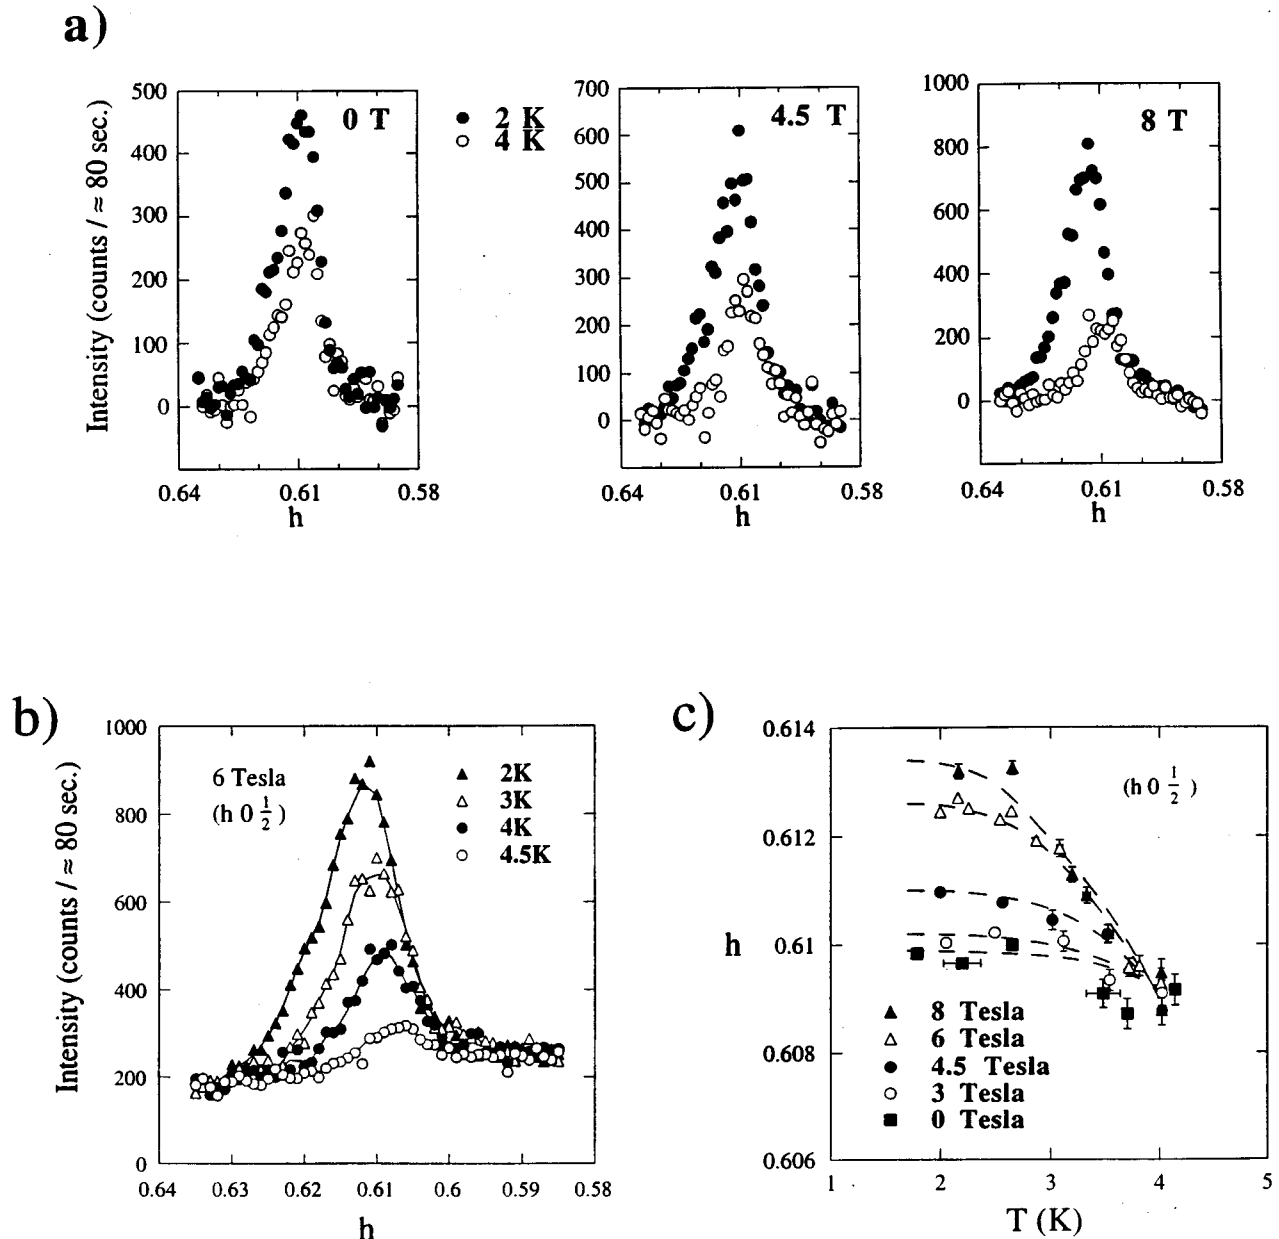 a)
500
400
300
200
100
0
0 T
0.64
0.61
0.58
h
Intensity (counts / ≈ 80 sec.)
2 K
4 K
700
600
500
400
300
200
100
0
4.5 T
0.64
0.61
0.58
h
1000
800
600
400
200
0
8 T
0.64
0.61
0.58
h
b)
1000
800
600
400
200
0
Intensity (counts / ≈ 80 sec.)
6 Tesla
(h 0 1/2)
2K
3K
4K
4.5K
0.64
0.63
0.62
0.61
0.6
0.59
0.58
h
c)
0.614
0.612
0.61
0.608
0.606
h
(h 0 1/2)
8 Tesla
6 Tesla
4.5 Tesla
3 Tesla
0 Tesla
1
2
3
4
5
T (K)